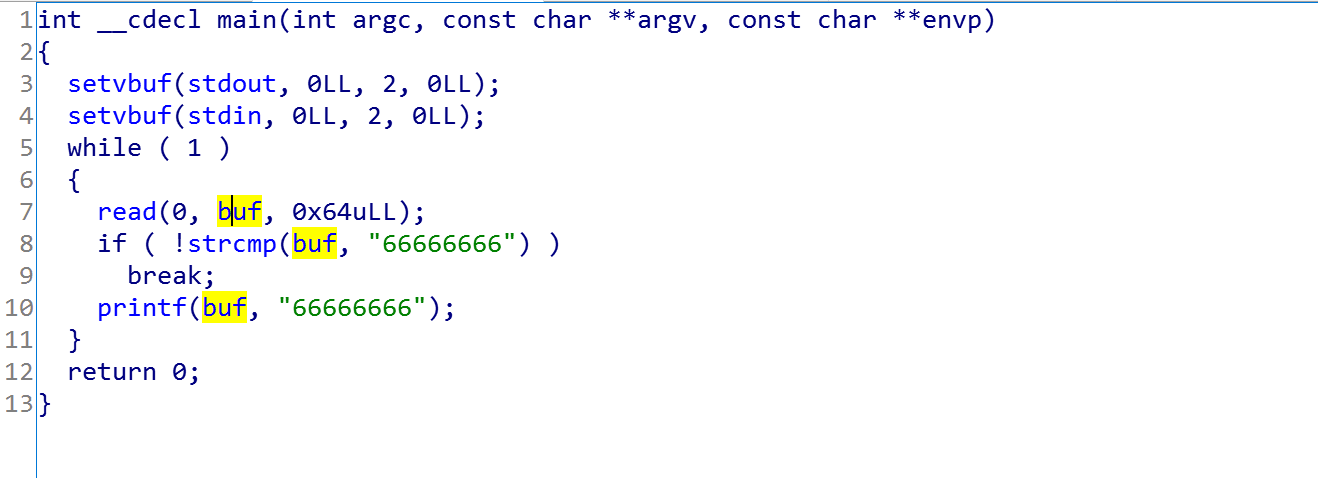 1 int __cdecl main(int argc, const char **argv, const char **envp)
2 {
3   setvbuf(stdout, 0LL, 2, 0LL);
4   setvbuf(stdin, 0LL, 2, 0LL);
5   while ( 1 )
6   {
7     read(0, buf, 0x64uLL);
8     if ( !strcmp(buf, "66666666") )
9       break;
10     printf(buf, "66666666");
11   }
12   return 0;
13 }